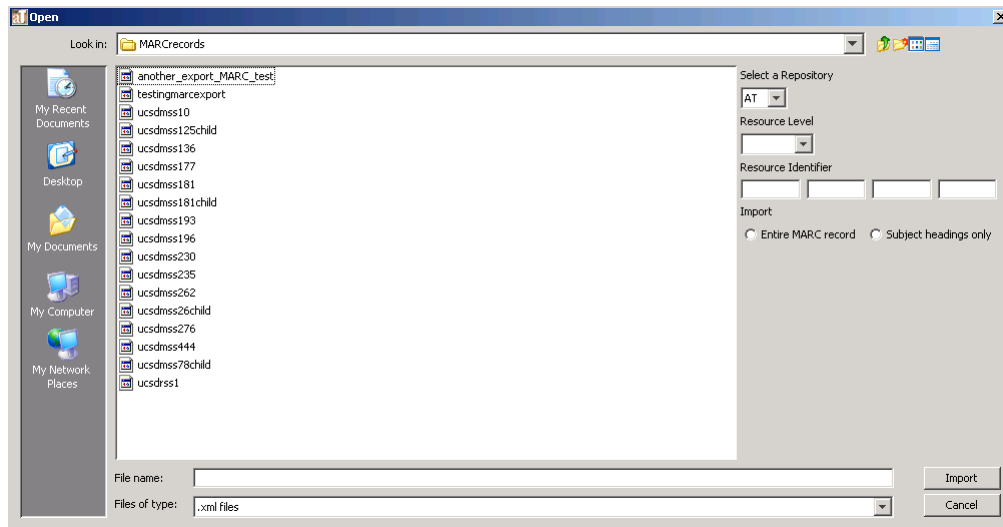 aT Open
Look in: MARCrecords
My Recent Documents
Desktop
My Documents
My Computer
My Network Places
another_export_MARC_test
testingmarcexport
ucsdmss10
ucsdmss125child
ucsdmss136
ucsdmss177
ucsdmss181
ucsdmss181child
ucsdmss193
ucsdmss196
ucsdmss230
ucsdmss235
ucsdmss262
ucsdmss26child
ucsdmss276
ucsdmss444
ucsdmss78child
ucsdrss1
Select a Repository
AT
Resource Level
Resource Identifier
Import
Entire MARC record Subject headings only
File name:
Import
Files of type: .xml files
Cancel